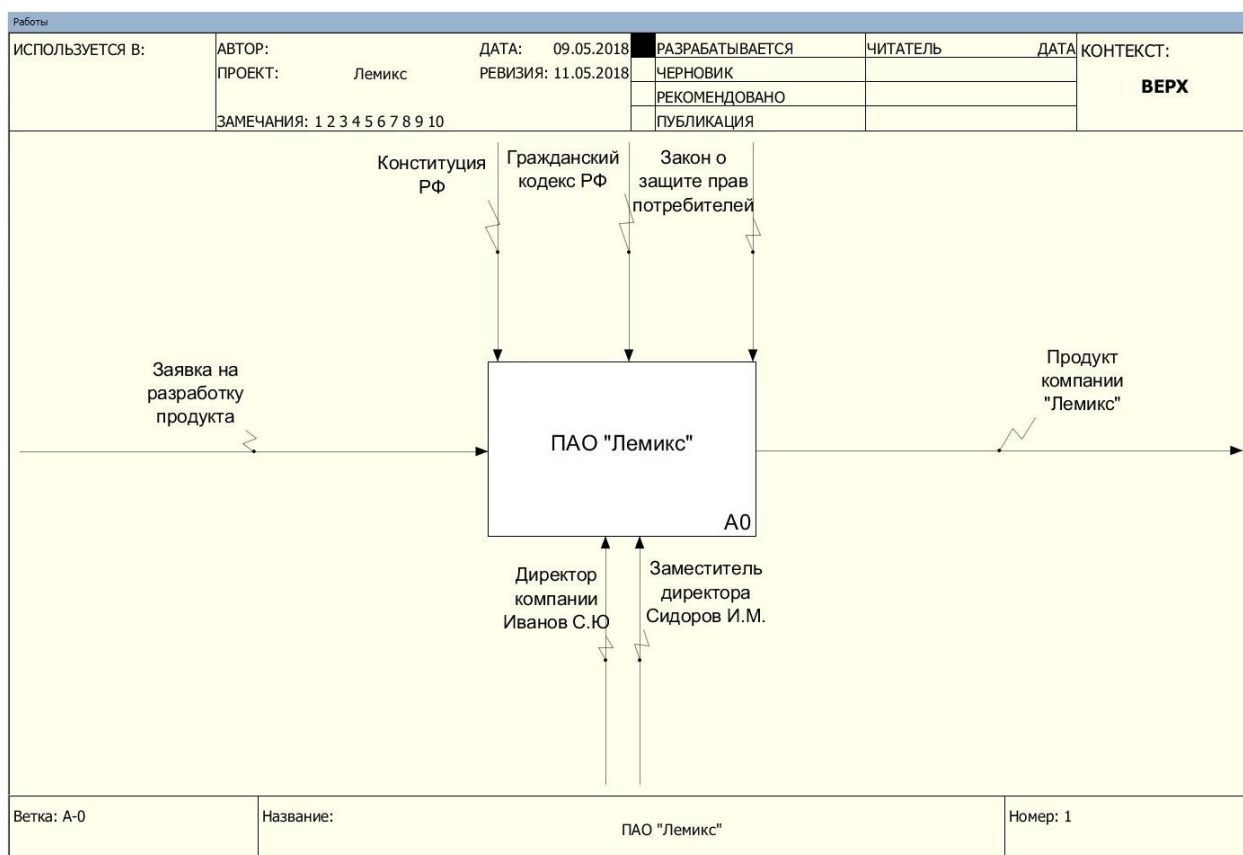 Работы
ИСПОЛЬЗУЕТСЯ В:
АВТОР:
ДАТА: 09.05.2018
РАЗРАБАТЫВАЕТСЯ
ЧИТАТЕЛЬ
ДАТА
КОНТЕКСТ:
ПРОЕКТ: Лемикс
РЕВИЗИЯ: 11.05.2018
ЧЕРНОВИК
ВЕРХ
РЕКОМЕНДОВАНО
ЗАМЕЧАНИЯ: 1 2 3 4 5 6 7 8 9 10
ПУБЛИКАЦИЯ
Конституция
РФ
Гражданский
кодекс РФ
Закон о
защите прав
потребителей
Заявка на
разработку
продукта
Продукт
компании
"Лемикс"
ПАО "Лемикс"
A0
Директор
компании
Иванов С.Ю
Заместитель
директора
Сидоров И.М.
Ветка: A-0
Название:
ПАО "Лемикс"
Номер: 1